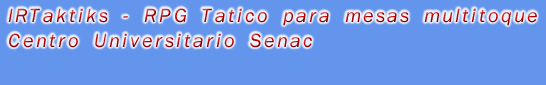 IRTaktiks - RPG Tatico para mesas multitoque
Centro Universitario Senac